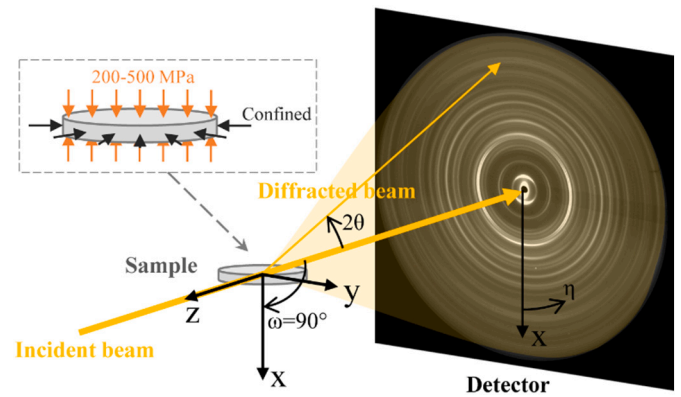 200-500 MPa
Confined
Diffracted beam
2θ
Sample
y
z
ω=90°
Incident beam
x
η
x
Detector